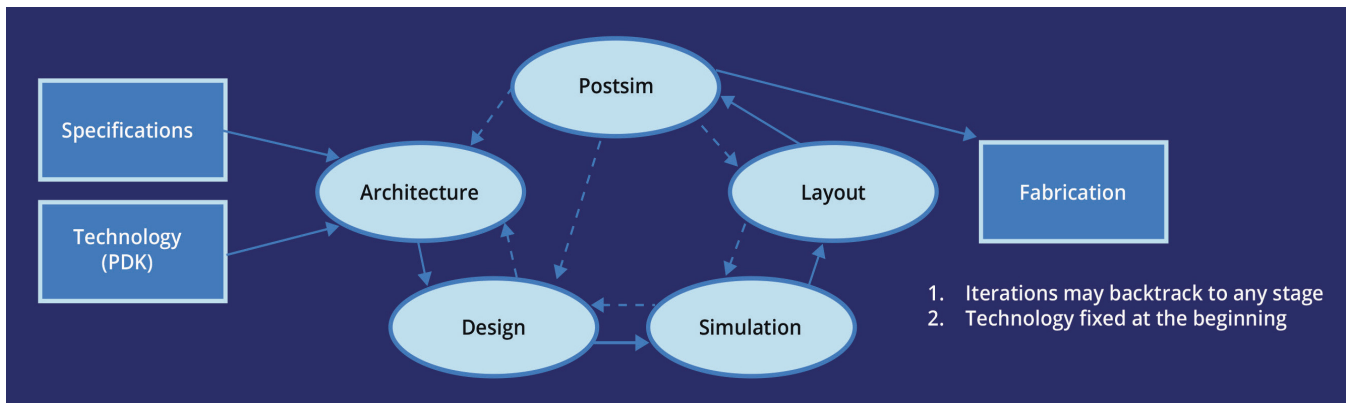 Specifications
Technology
(PDK)
Architecture
Postsim
Design
Simulation
Layout
Fabrication
1. Iterations may backtrack to any stage
2. Technology fixed at the beginning